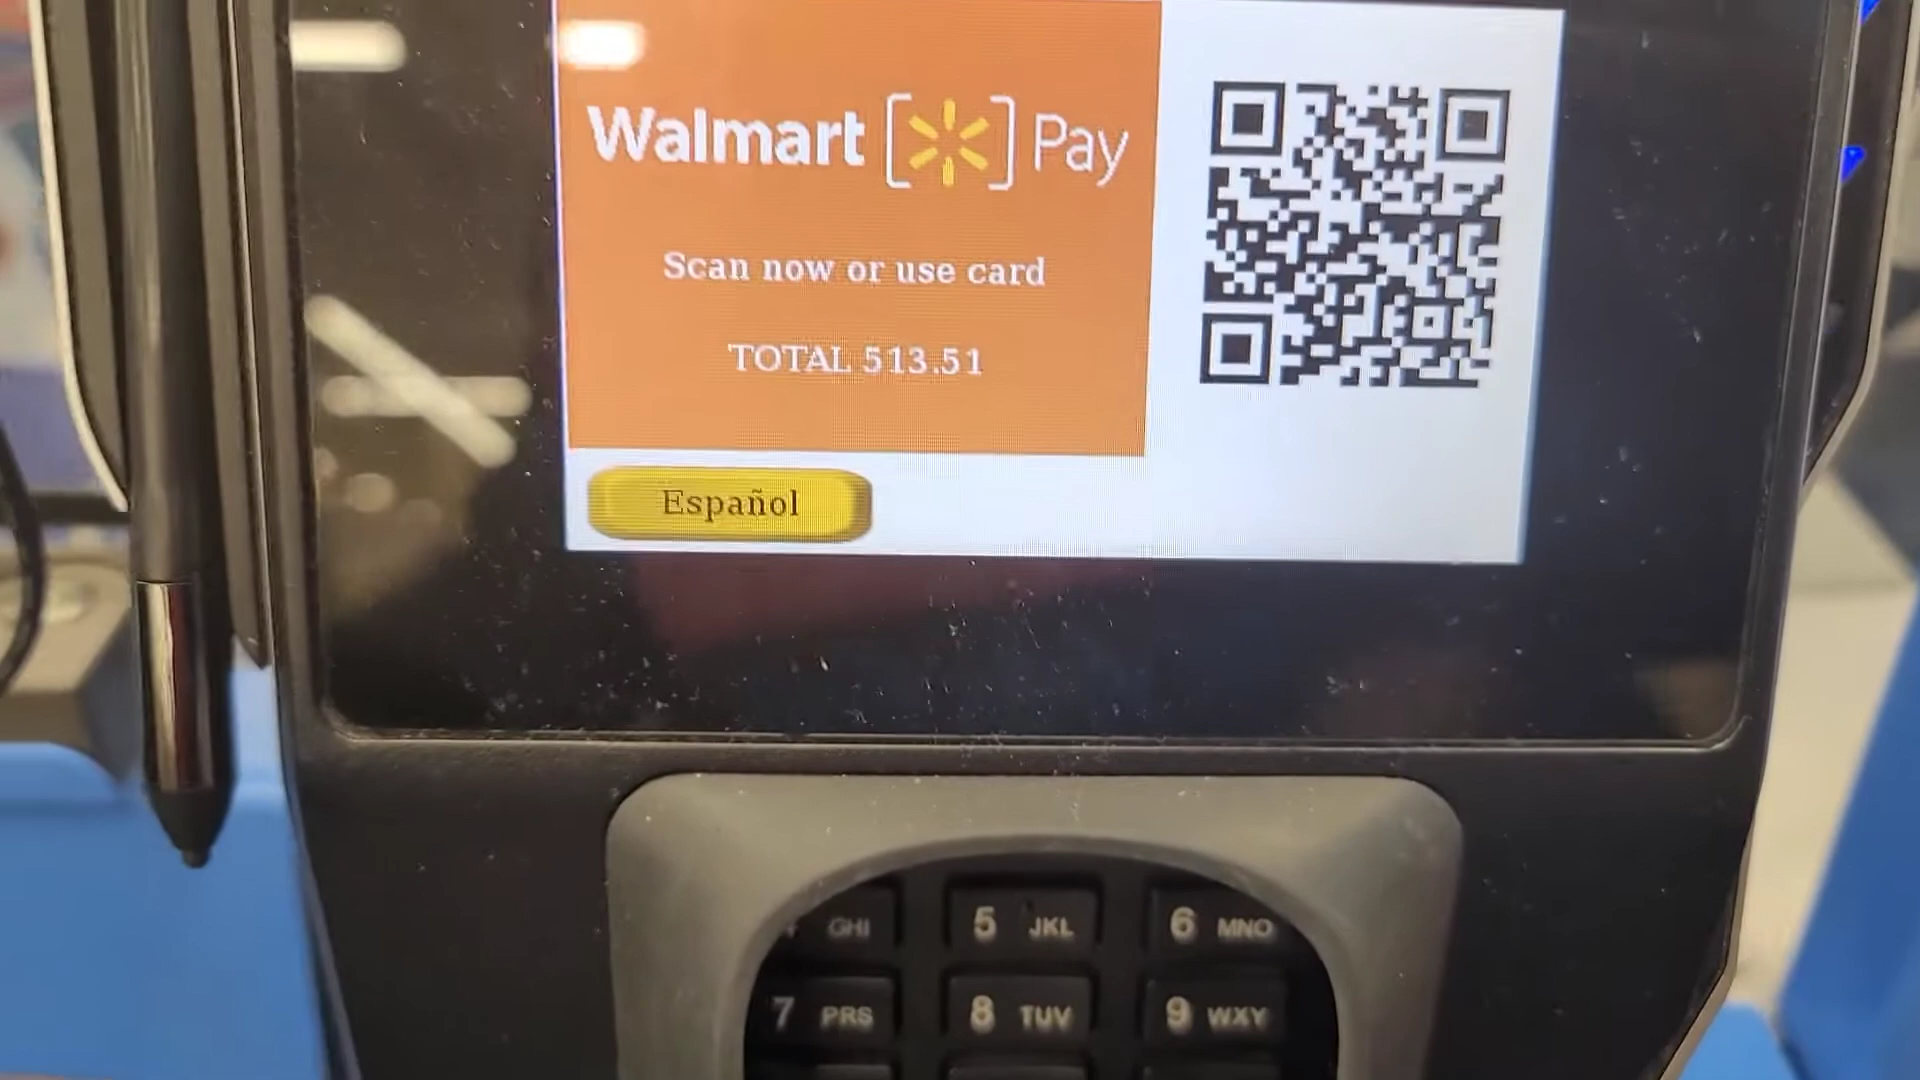 Walmart Pay
Scan now or use card
TOTAL 513.51
Español
GHI 5 JKL 6 MNO
7 PRS 8 TUV 9 WXY